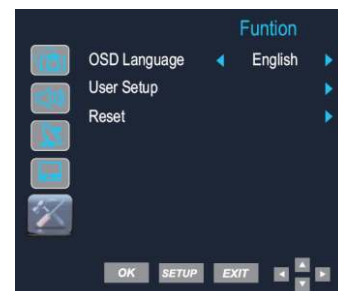 Funtion
OSD Language English
User Setup
Reset
OK SETUP EXIT